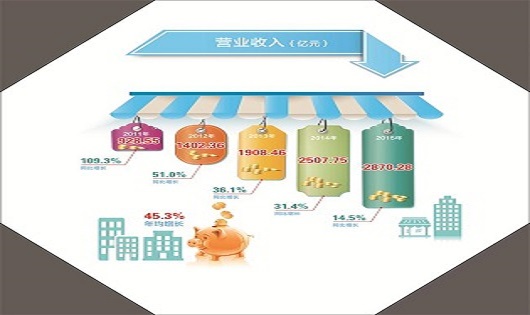 营业收入（亿元）
2011年
928.55
109.3%
同比增长
2012年
1402.36
51.0%
同比增长
2013年
1908.46
36.1%
同比增长
2014年
2507.75
31.4%
同比增长
2015年
2870.28
14.5%
同比增长
45.3%
年均增长